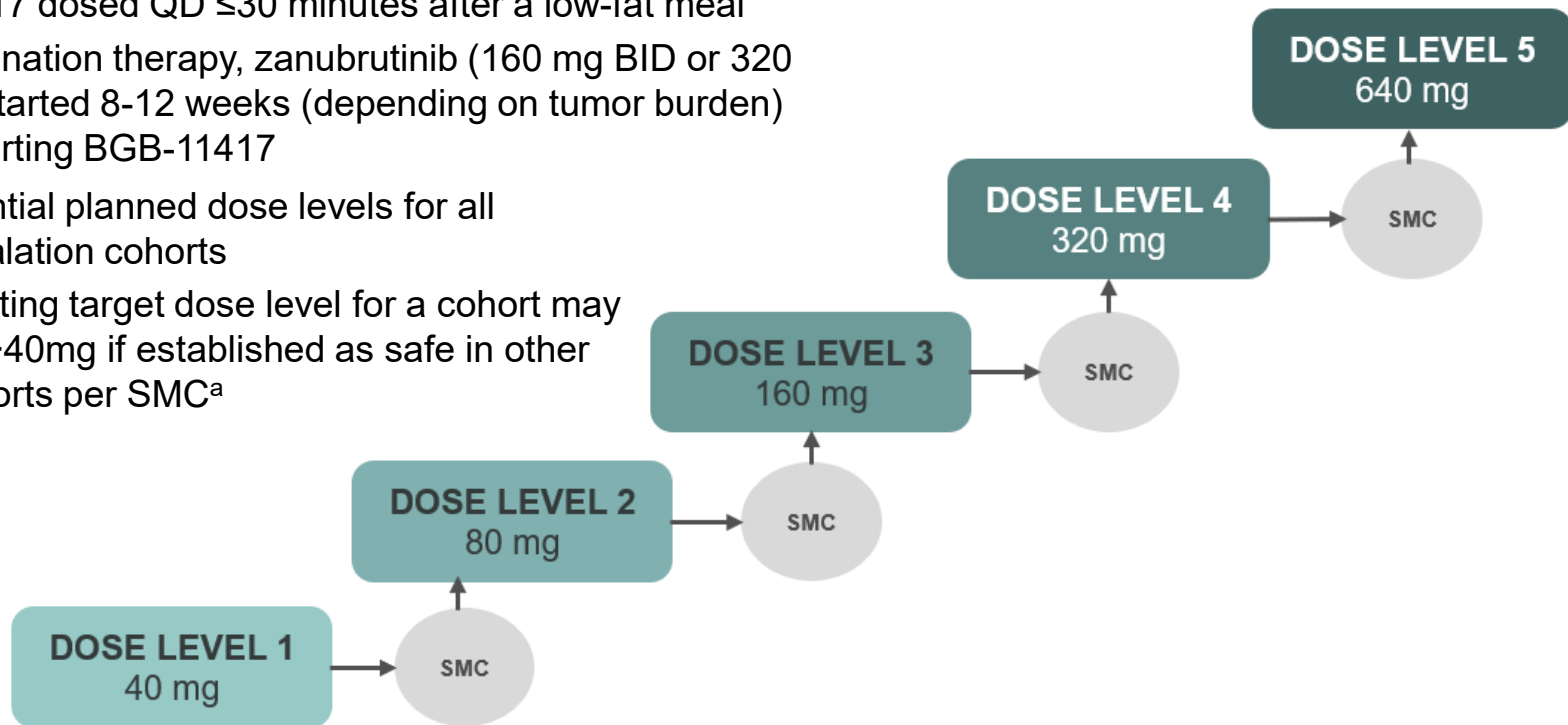 17 dosed QD ≤30 minutes after a low-fat meal
nation therapy, zanubrutinib (160 mg BID or 320
tarted 8-12 weeks (depending on tumor burden)
rting BGB-11417
ntial planned dose levels for all
alation cohorts
ting target dose level for a cohort may
40mg if established as safe in other
orts per SMCᵃ
DOSE LEVEL 5
640 mg
DOSE LEVEL 4
320 mg
SMC
DOSE LEVEL 3
160 mg
SMC
DOSE LEVEL 2
80 mg
SMC
DOSE LEVEL 1
40 mg
SMC